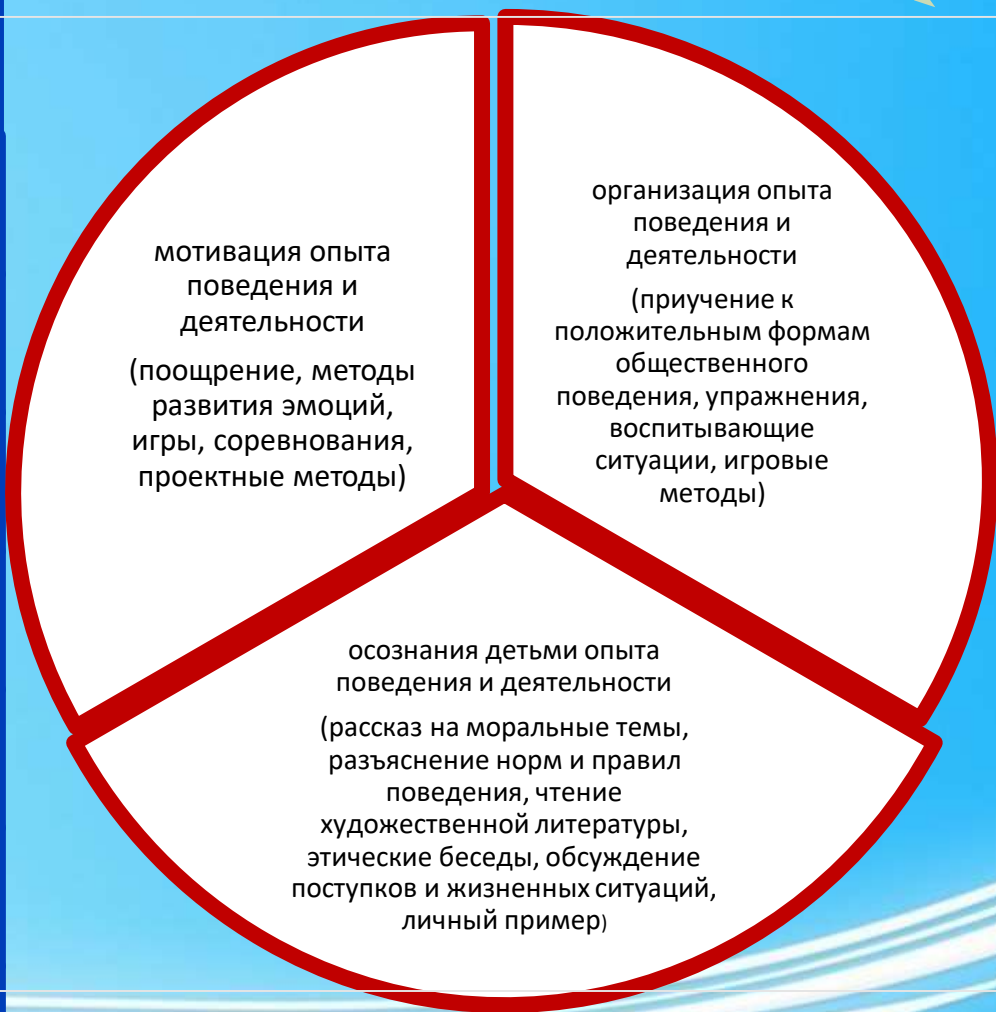 мотивация опыта
поведения и
деятельности
(поощрение, методы
развития эмоций,
игры, соревнования,
проектные методы)
организация опыта
поведения и
деятельности
(приучение к
положительным формам
общественного
поведения, упражнения,
воспитывающие
ситуации, игровые
методы)
осознания детьми опыта
поведения и деятельности
(рассказ на моральные темы,
разъяснение норм и правил
поведения, чтение
художественной литературы,
этические беседы, обсуждение
поступков и жизненных ситуаций,
личный пример)